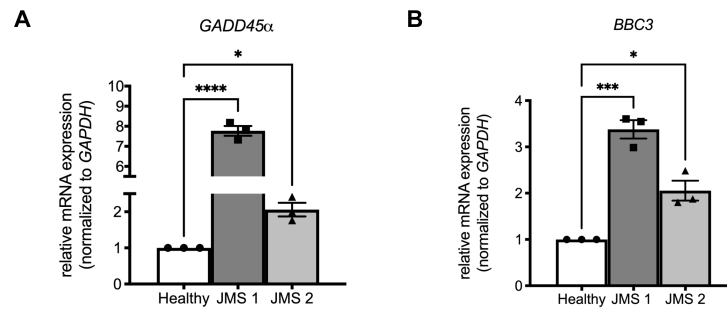 A
GADD45α
*
****
relative mRNA expression
(normalized to GAPDH)
10
9
8
7
6
2
1
0
Healthy JMS 1 JMS 2
B
BBC3
*
***
relative mRNA expression
(normalized to GAPDH)
4
3
2
1
0
Healthy JMS 1 JMS 2